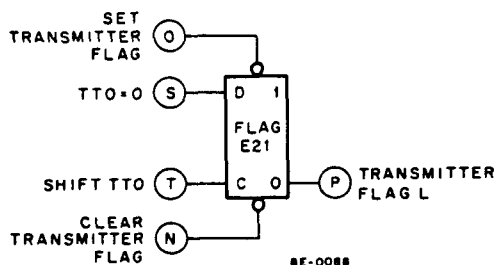 SET
TRANSMITTER
FLAG
O
TTO=0
S
D 1
FLAG
E21
SHIFT TTO
T
C 0
P
TRANSMITTER
FLAG L
CLEAR
TRANSMITTER
FLAG
N
8E-0088